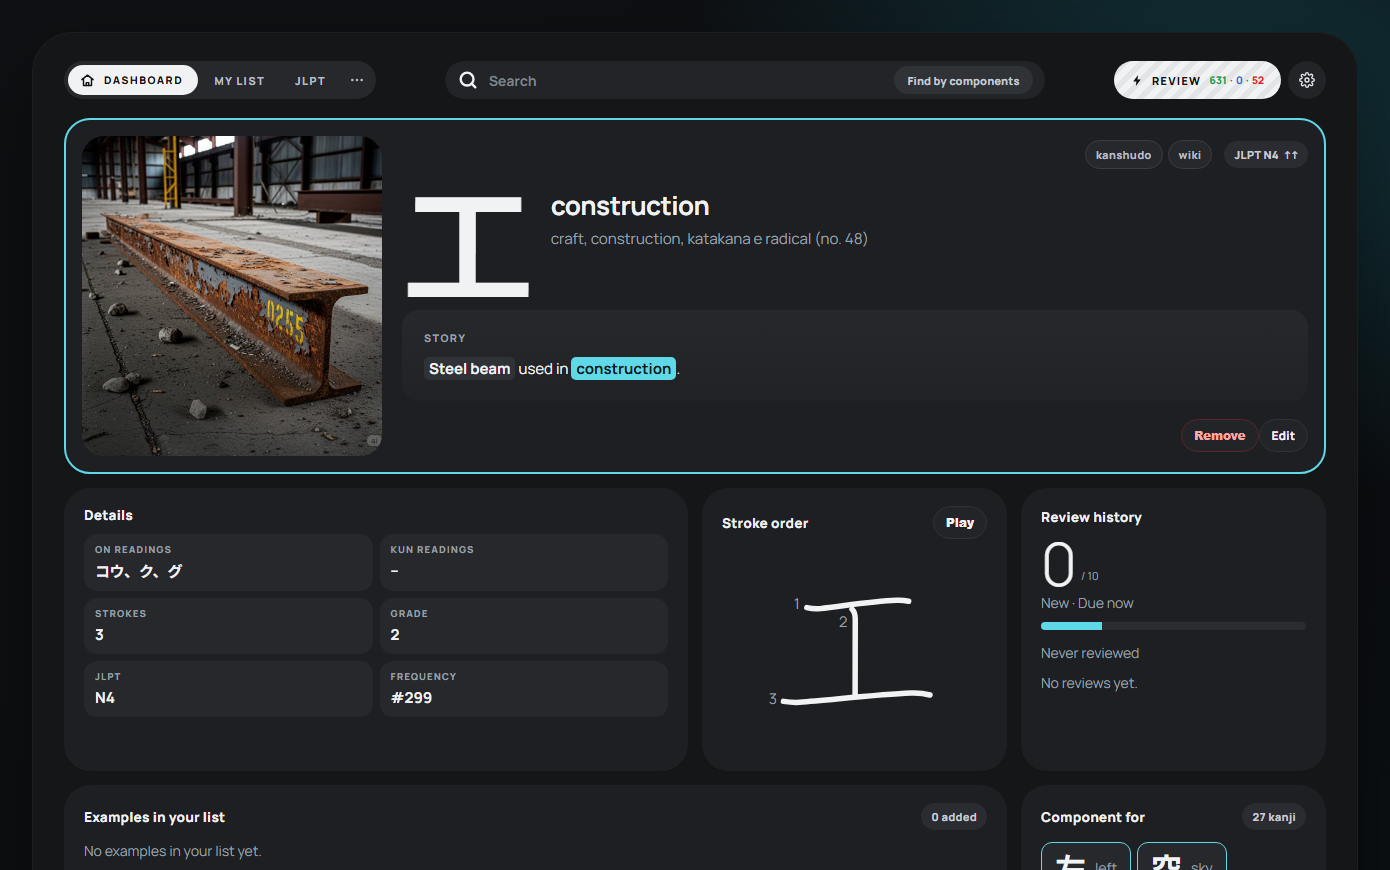 DASHBOARD
MY LIST
JLPT
···
Search
Find by components
REVIEW 631 · 0 · 52
kanshudo
wiki
JLPT N4 ↑↑
0255
ai
工
construction
craft, construction, katakana e radical (no. 48)
STORY
Steel beam used in construction.
Remove
Edit
Details
ON READINGS
コウ、ク、グ
KUN READINGS
–
STROKES
3
GRADE
2
JLPT
N4
FREQUENCY
#299
Stroke order
Play
1
2
3
Review history
0 / 10
New · Due now
Never reviewed
No reviews yet.
Examples in your list
0 added
No examples in your list yet.
Component for
27 kanji
左 left
空 sky